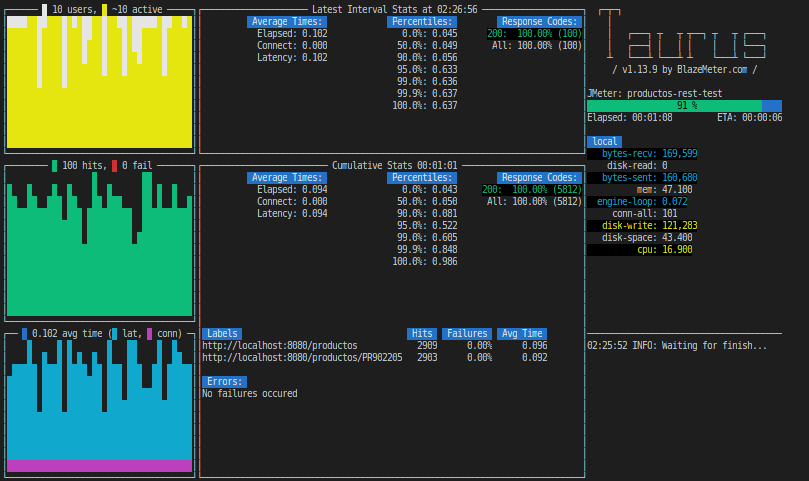 10 users, ~10 active
100 hits, 0 fail
0.102 avg time ( lat, conn)
Latest Interval Stats at 02:26:56
Average Times: Percentiles: Response Codes:
Elapsed: 0.102 0.0%: 0.045 200: 100.00% (100)
Connect: 0.000 50.0%: 0.049 All: 100.00% (100)
Latency: 0.102 90.0%: 0.056
95.0%: 0.633
99.0%: 0.636
99.9%: 0.637
100.0%: 0.637
Cumulative Stats 00:01:01
Average Times: Percentiles: Response Codes:
Elapsed: 0.094 0.0%: 0.043 200: 100.00% (5812)
Connect: 0.000 50.0%: 0.050 All: 100.00% (5812)
Latency: 0.094 90.0%: 0.081
95.0%: 0.522
99.0%: 0.605
99.9%: 0.848
100.0%: 0.986
Labels Hits Failures Avg Time
http://localhost:8080/productos 2909 0.00% 0.096
http://localhost:8080/productos/PR902205 2903 0.00% 0.092
Errors:
No failures occured
Taurus
/ v1.13.9 by BlazeMeter.com /
JMeter: productos-rest-test
91 %
Elapsed: 00:01:08 ETA: 00:00:06
local
bytes-recv: 169,599
disk-read: 0
bytes-sent: 160,680
mem: 47.100
engine-loop: 0.072
conn-all: 101
disk-write: 121,283
disk-space: 43.400
cpu: 16.900
02:25:52 INFO: Waiting for finish...